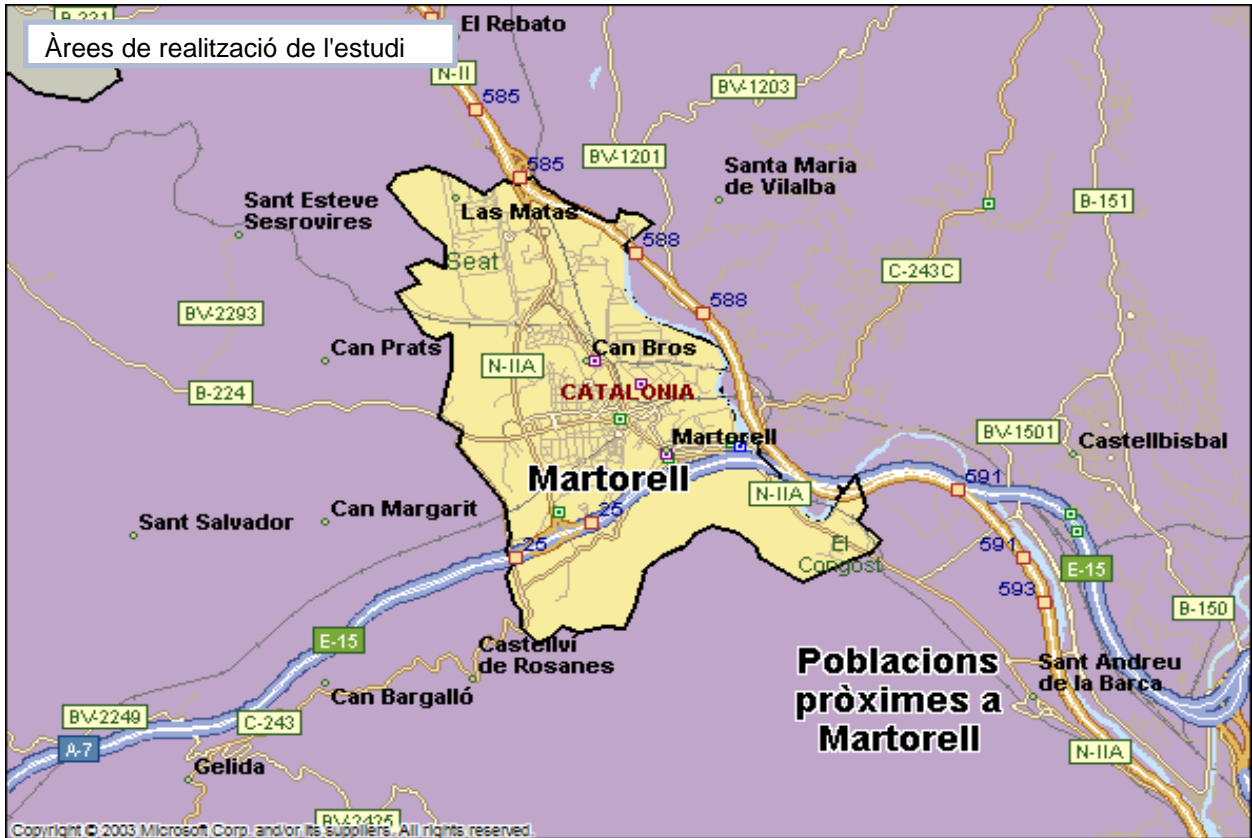 B-221
Àrees de realització de l'estudi
El Rebato
N-II
585
BV-1203
585
BV-1201
Santa Maria
de Vilalba
Sant Esteve
Sesrovires
Las Matas
B-151
588
Seat
C-243C
588
BV-2293
Can Prats
Can Bros
N-IIA
B-224
CATALONIA
Martorell
BV-1501
Castellbisbal
Martorell
N-IIA
591
Sant Salvador
Can Margarit
25
25
El
Congost
591
E-15
593
B-150
E-15
Castellví
de Rosanes
Poblacions
pròximes a
Martorell
Sant Andreu
de la Barca
Can Bargalló
BV-2249
C-243
A-7
N-IIA
Gelida
BV-2425
Copyright © 2003 Microsoft Corp. and/or its suppliers. All rights reserved.